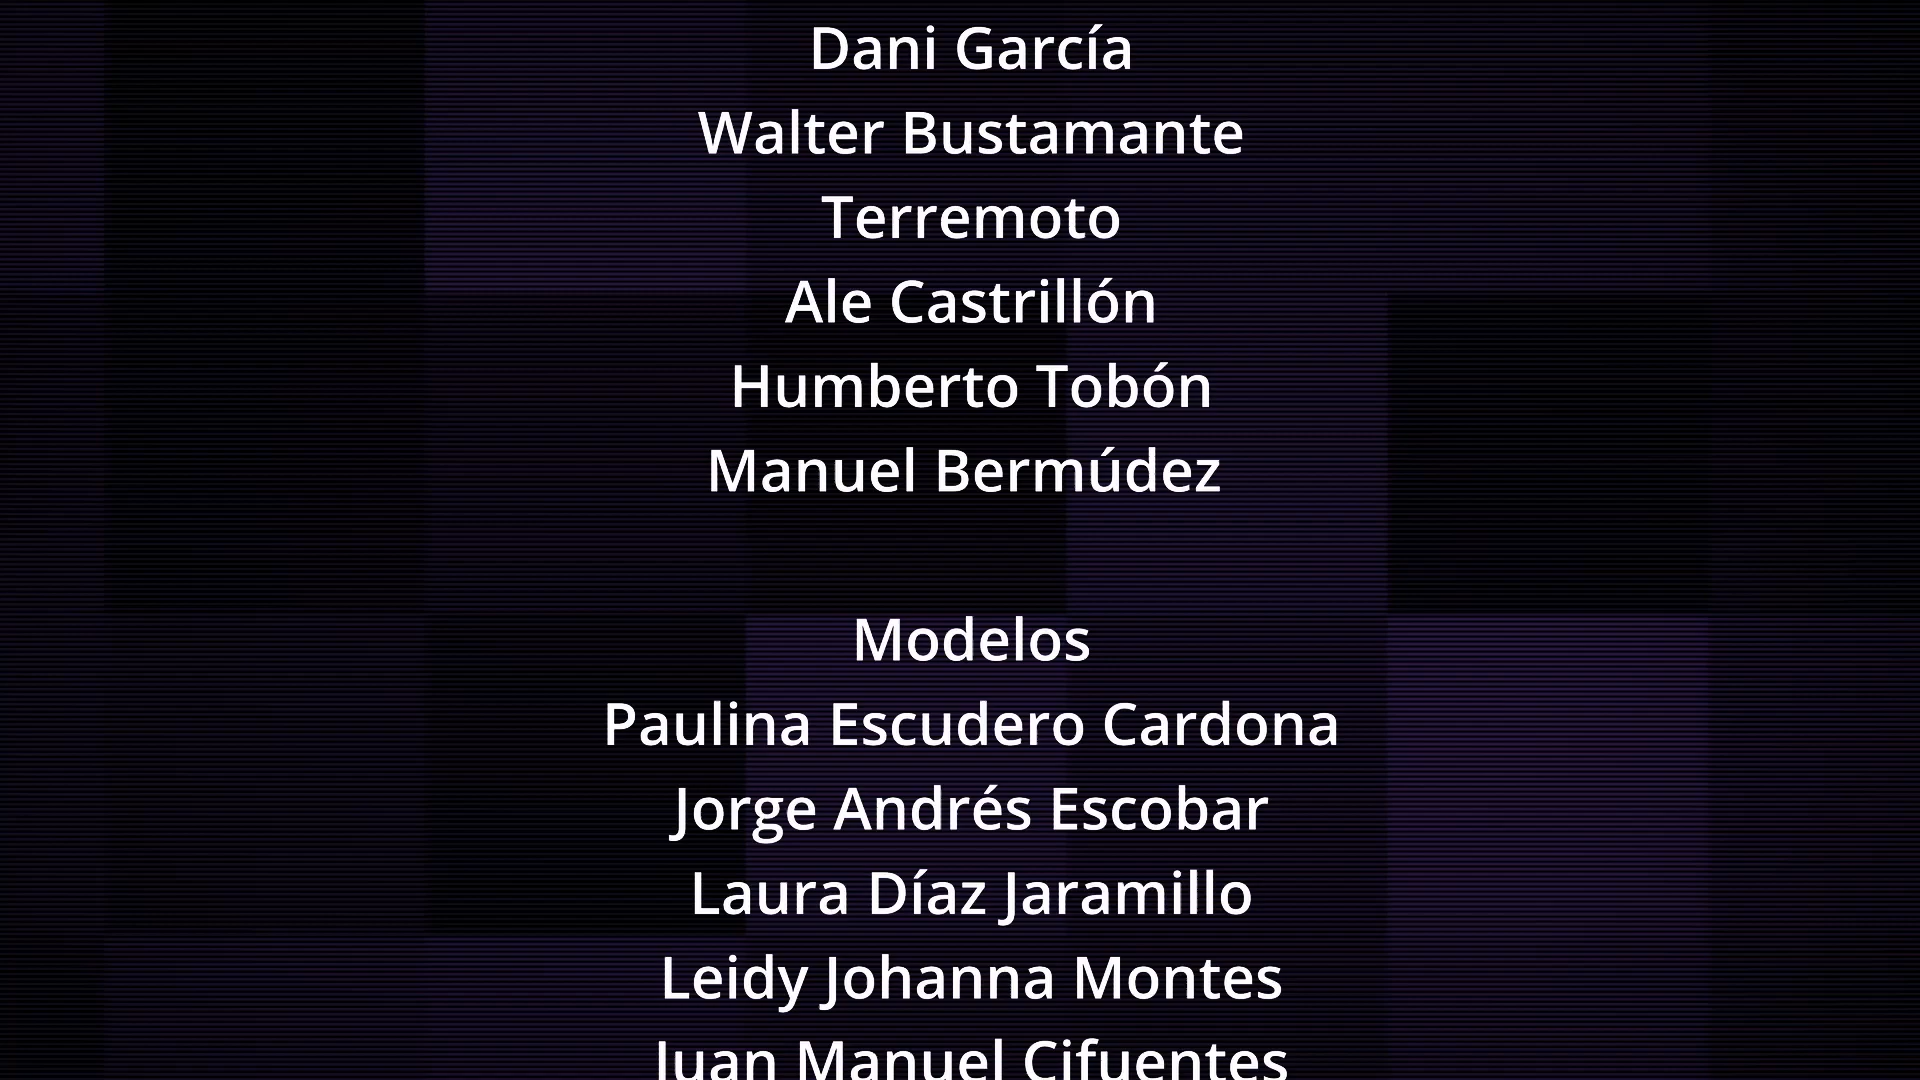 Dani García
Walter Bustamante
Terremoto
Ale Castrillón
Humberto Tobón
Manuel Bermúdez
Modelos
Paulina Escudero Cardona
Jorge Andrés Escobar
Laura Díaz Jaramillo
Leidy Johanna Montes
Juan Manuel Cifuentes